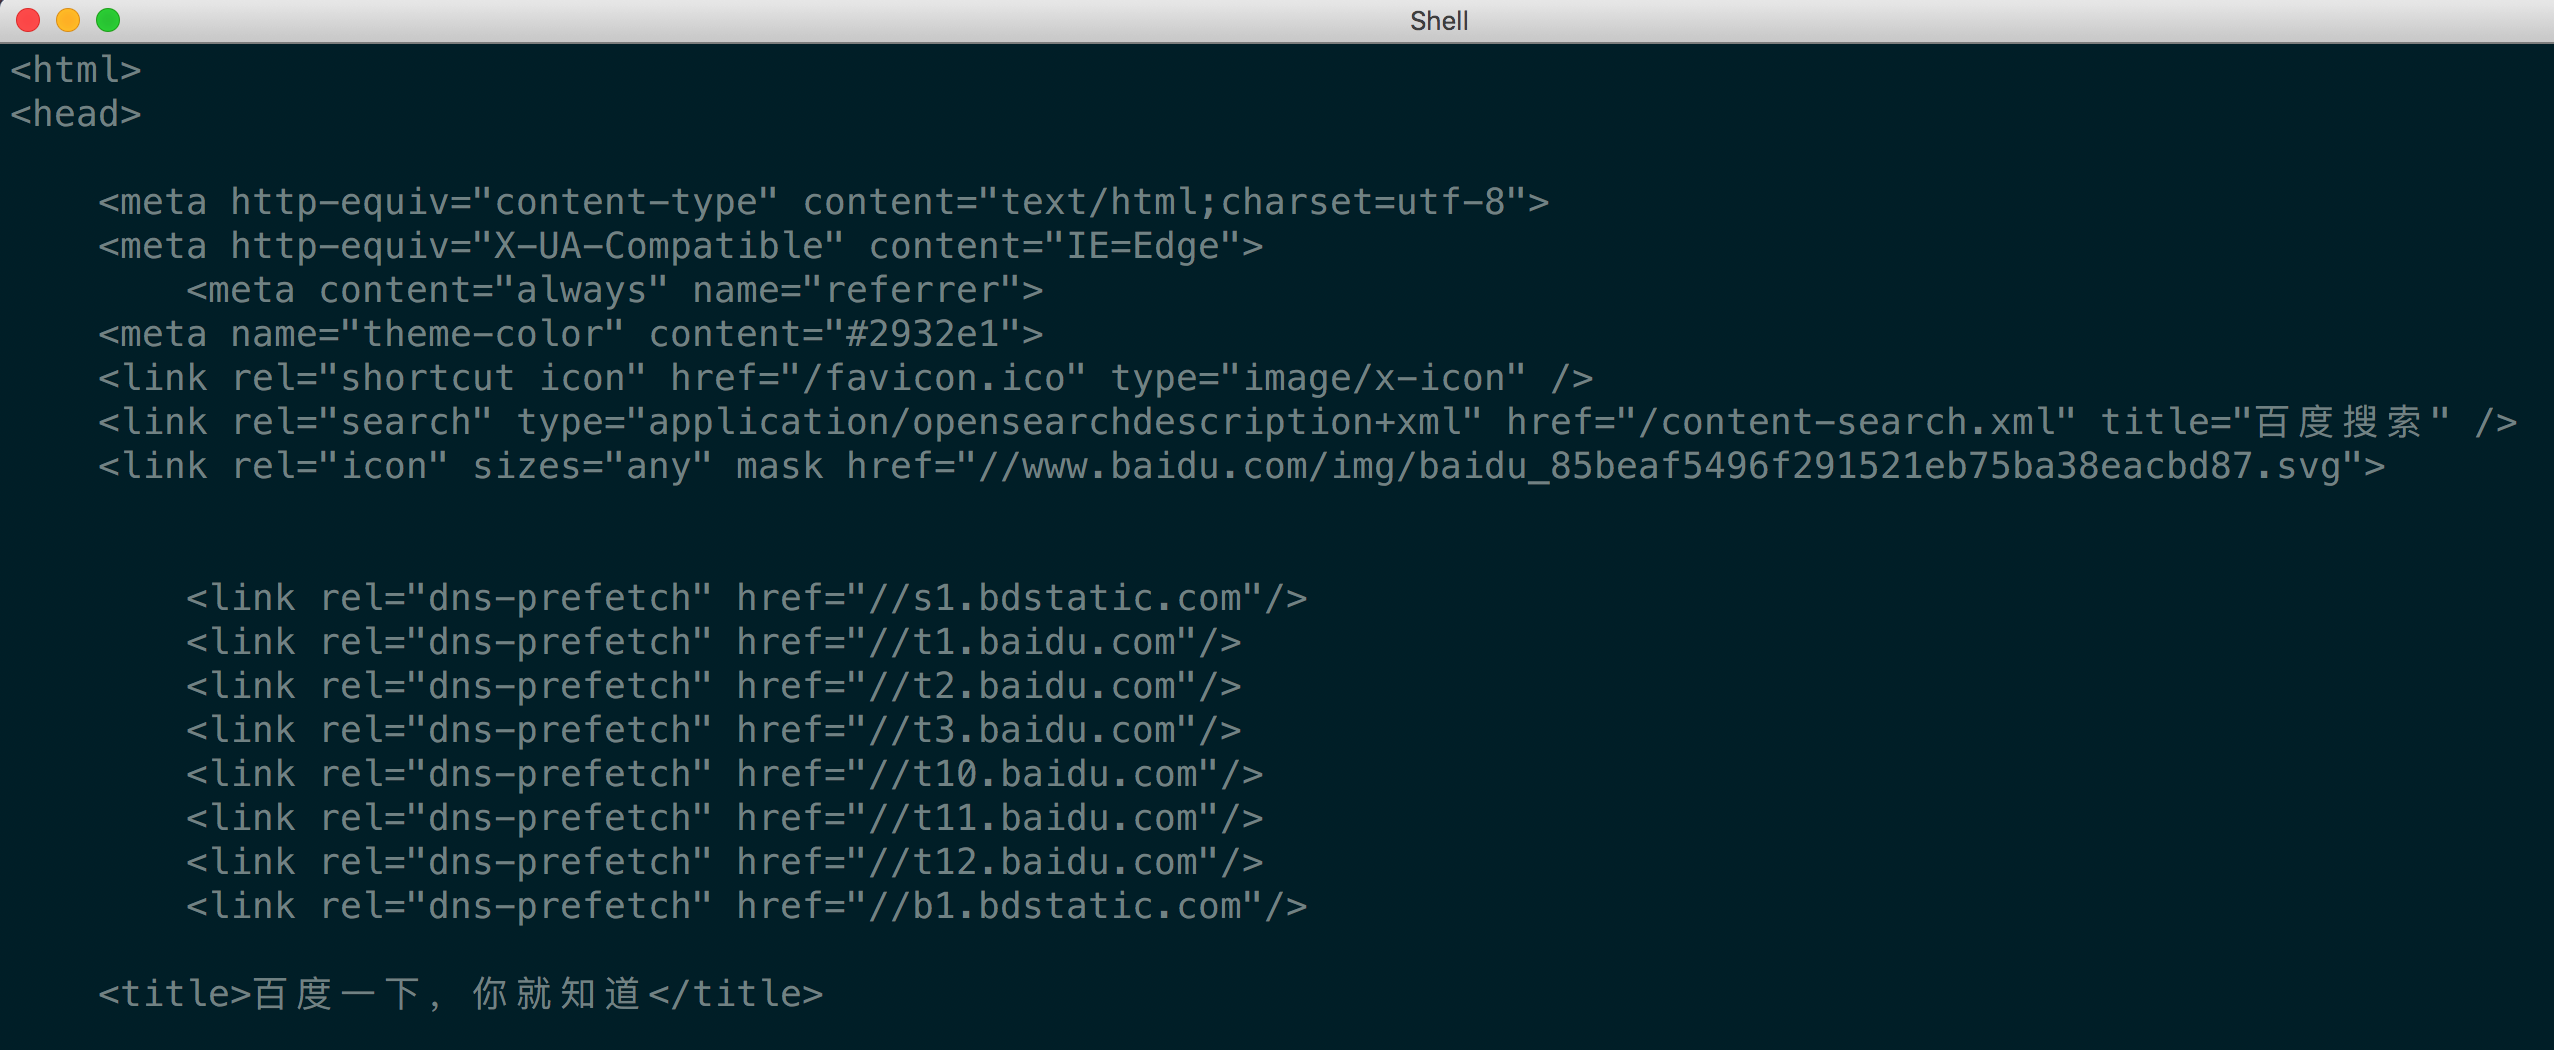 Shell
<html>
<head>
<meta http-equiv="content-type" content="text/html;charset=utf-8">
<meta http-equiv="X-UA-Compatible" content="IE=Edge">
<meta content="always" name="referrer">
<meta name="theme-color" content="#2932e1">
<link rel="shortcut icon" href="/favicon.ico" type="image/x-icon" />
<link rel="search" type="application/opensearchdescription+xml" href="/content-search.xml" title="百度搜索" />
<link rel="icon" sizes="any" mask href="//www.baidu.com/img/baidu_85beaf5496f291521eb75ba38eacbd87.svg">
<link rel="dns-prefetch" href="//s1.bdstatic.com"/>
<link rel="dns-prefetch" href="//t1.baidu.com"/>
<link rel="dns-prefetch" href="//t2.baidu.com"/>
<link rel="dns-prefetch" href="//t3.baidu.com"/>
<link rel="dns-prefetch" href="//t10.baidu.com"/>
<link rel="dns-prefetch" href="//t11.baidu.com"/>
<link rel="dns-prefetch" href="//t12.baidu.com"/>
<link rel="dns-prefetch" href="//b1.bdstatic.com"/>
<title>百度一下，你就知道</title>